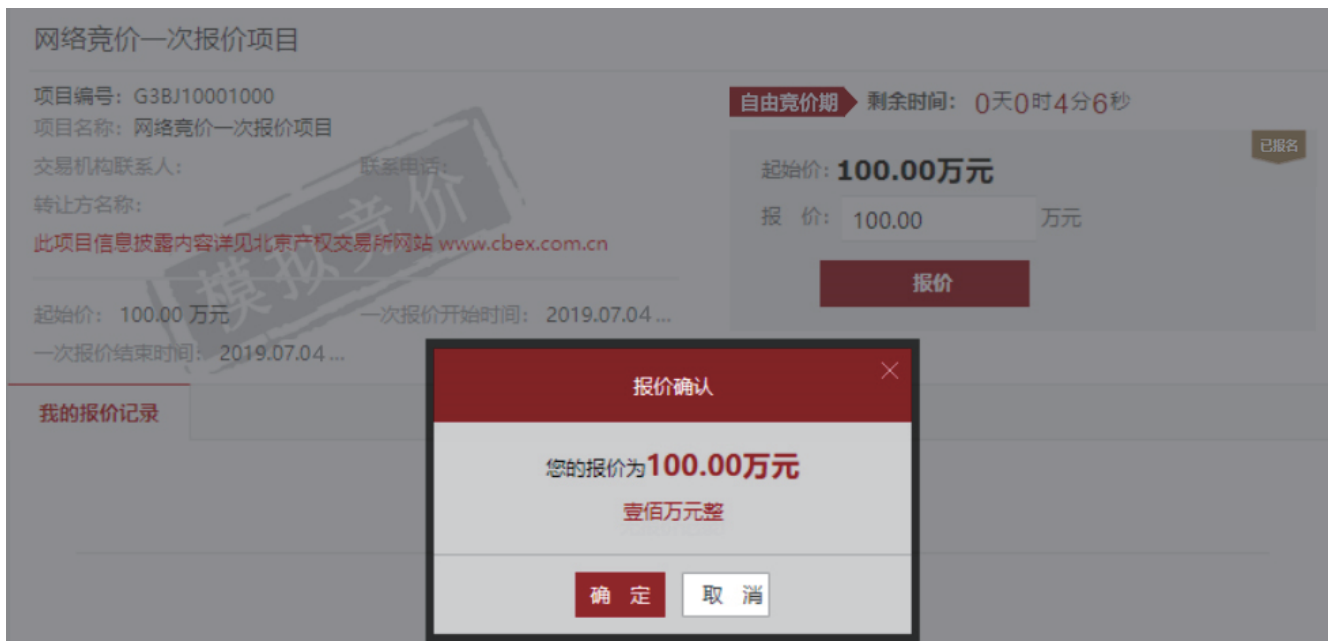 网络竞价一次报价项目
项目编号：G3BJ10001000
项目名称：网络竞价一次报价项目
交易机构联系人：
联系电话：
转让方名称：
此项目信息披露内容详见北京产权交易所网站 www.cbex.com.cn
起始价： 100.00 万元
一次报价开始时间： 2019.07.04 ...
一次报价结束时间： 2019.07.04 ...
模拟竞价
自由竞价期 剩余时间： 0天0时4分6秒
已报名
起始价: 100.00万元
报 价: 100.00 万元
报价
我的报价记录
报价确认
您的报价为100.00万元
壹佰万元整
确 定
取 消